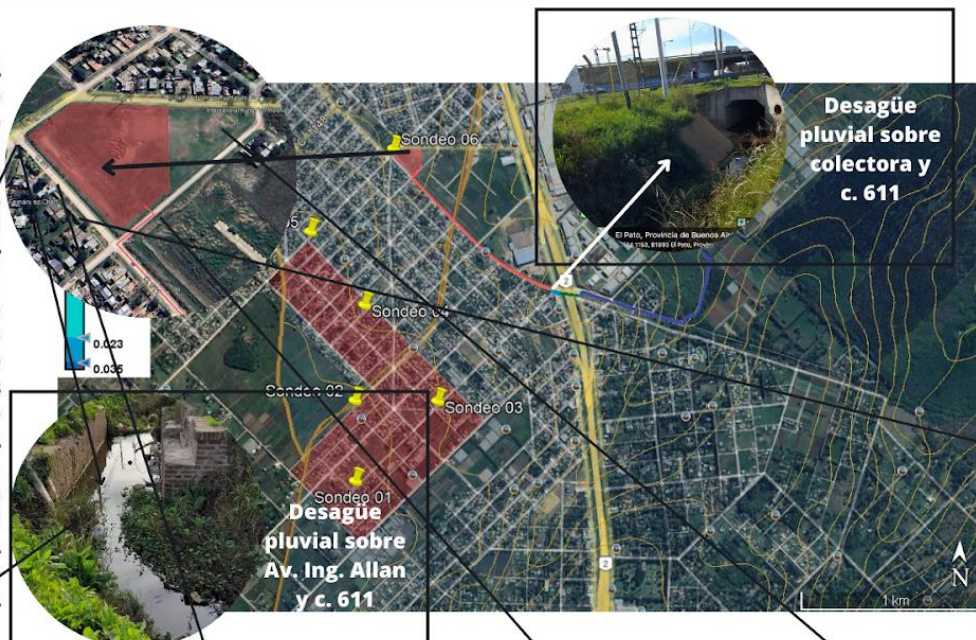 Sondeo 06
Desagüe
pluvial sobre
colectora y
c. 611
El Pato, Provincia de Buenos
2
Sondeo 04
0.023
0.035
Sondeo 02
Sondeo 03
Sondeo 01
Desagüe
pluvial sobre
Av. Ing. Allan
y c. 611
2
N
1 km